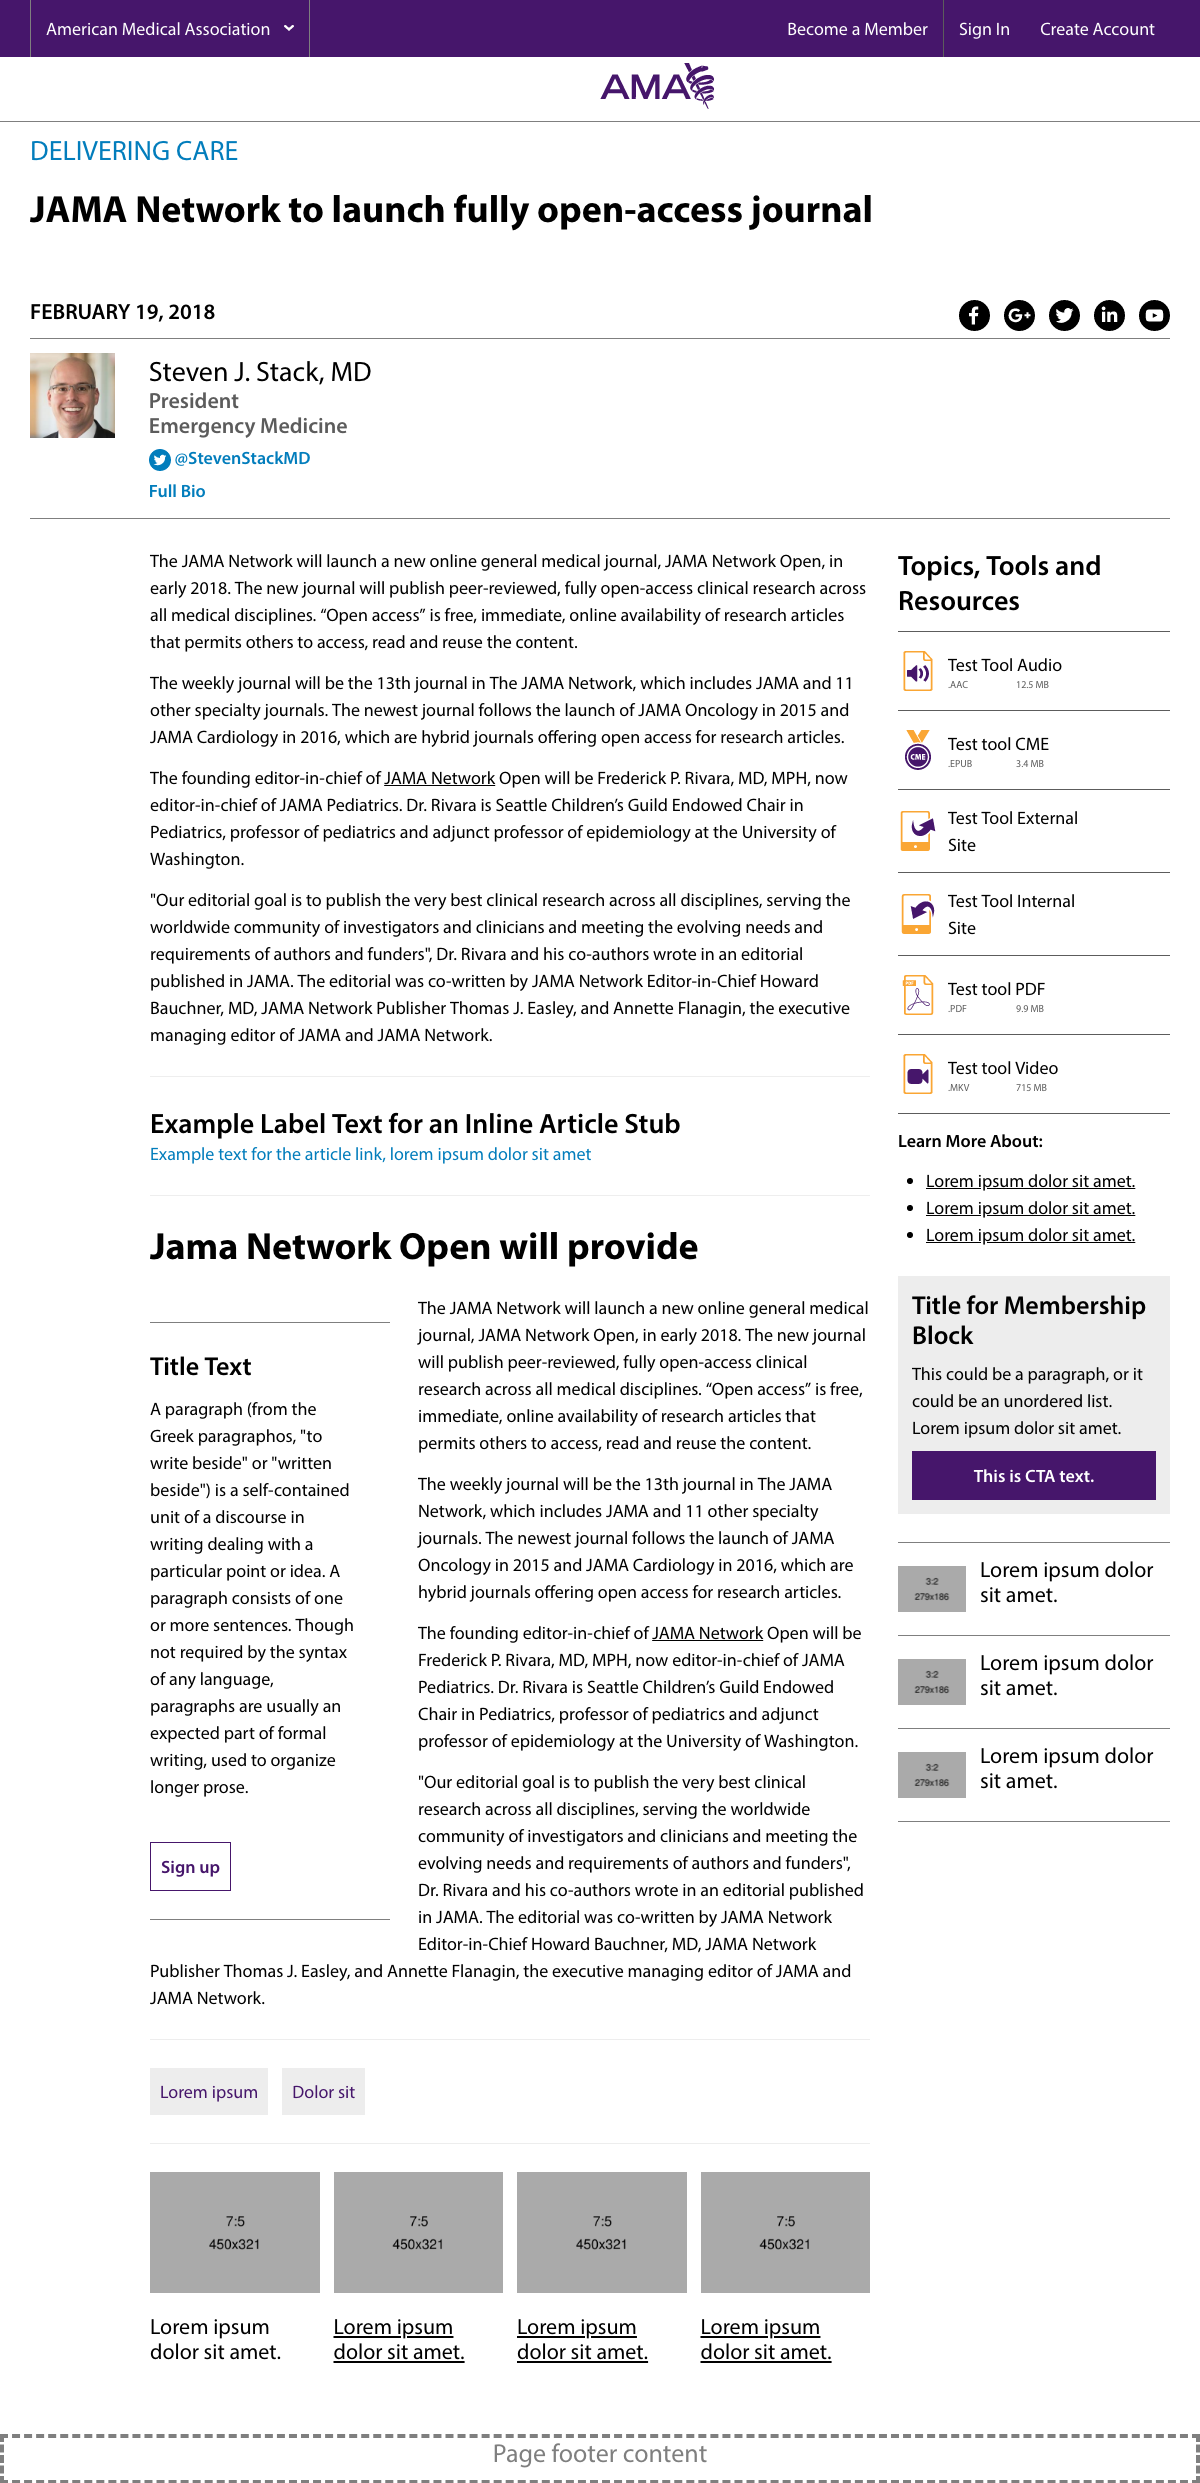 American Medical Association
Become a Member
Sign In
Create Account
AMA
DELIVERING CARE
JAMA Network to launch fully open-access journal
FEBRUARY 19, 2018
Steven J. Stack, MD
President
Emergency Medicine
@StevenStackMD
Full Bio
The JAMA Network will launch a new online general medical journal, JAMA Network Open, in
early 2018. The new journal will publish peer-reviewed, fully open-access clinical research across
all medical disciplines. “Open access” is free, immediate, online availability of research articles
that permits others to access, read and reuse the content.
The weekly journal will be the 13th journal in The JAMA Network, which includes JAMA and 11
other specialty journals. The newest journal follows the launch of JAMA Oncology in 2015 and
JAMA Cardiology in 2016, which are hybrid journals offering open access for research articles.
The founding editor-in-chief of JAMA Network Open will be Frederick P. Rivara, MD, MPH, now
editor-in-chief of JAMA Pediatrics. Dr. Rivara is Seattle Children’s Guild Endowed Chair in
Pediatrics, professor of pediatrics and adjunct professor of epidemiology at the University of
Washington.
"Our editorial goal is to publish the very best clinical research across all disciplines, serving the
worldwide community of investigators and clinicians and meeting the evolving needs and
requirements of authors and funders", Dr. Rivara and his co-authors wrote in an editorial
published in JAMA. The editorial was co-written by JAMA Network Editor-in-Chief Howard
Bauchner, MD, JAMA Network Publisher Thomas J. Easley, and Annette Flanagin, the executive
managing editor of JAMA and JAMA Network.
Example Label Text for an Inline Article Stub
Example text for the article link, lorem ipsum dolor sit amet
Jama Network Open will provide
Title Text
A paragraph (from the
Greek paragraphos, "to
write beside" or "written
beside") is a self-contained
unit of a discourse in
writing dealing with a
particular point or idea. A
paragraph consists of one
or more sentences. Though
not required by the syntax
of any language,
paragraphs are usually an
expected part of formal
writing, used to organize
longer prose.
Sign up
The JAMA Network will launch a new online general medical
journal, JAMA Network Open, in early 2018. The new journal
will publish peer-reviewed, fully open-access clinical
research across all medical disciplines. “Open access” is free,
immediate, online availability of research articles that
permits others to access, read and reuse the content.
The weekly journal will be the 13th journal in The JAMA
Network, which includes JAMA and 11 other specialty
journals. The newest journal follows the launch of JAMA
Oncology in 2015 and JAMA Cardiology in 2016, which are
hybrid journals offering open access for research articles.
The founding editor-in-chief of JAMA Network Open will be
Frederick P. Rivara, MD, MPH, now editor-in-chief of JAMA
Pediatrics. Dr. Rivara is Seattle Children’s Guild Endowed
Chair in Pediatrics, professor of pediatrics and adjunct
professor of epidemiology at the University of Washington.
"Our editorial goal is to publish the very best clinical
research across all disciplines, serving the worldwide
community of investigators and clinicians and meeting the
evolving needs and requirements of authors and funders",
Dr. Rivara and his co-authors wrote in an editorial published
in JAMA. The editorial was co-written by JAMA Network
Editor-in-Chief Howard Bauchner, MD, JAMA Network
Publisher Thomas J. Easley, and Annette Flanagin, the executive managing editor of JAMA and
JAMA Network.
Lorem ipsum
Dolor sit
7:5
450x321
7:5
450x321
7:5
450x321
7:5
450x321
Lorem ipsum
dolor sit amet.
Lorem ipsum
dolor sit amet.
Lorem ipsum
dolor sit amet.
Lorem ipsum
dolor sit amet.
Topics, Tools and
Resources
Test Tool Audio
.AAC 12.5 MB
CME
Test tool CME
.EPUB 3.4 MB
Test Tool External
Site
Test Tool Internal
Site
PDF
Test tool PDF
.PDF 9.9 MB
Test tool Video
.MKV 715 MB
Learn More About:
Lorem ipsum dolor sit amet.
Lorem ipsum dolor sit amet.
Lorem ipsum dolor sit amet.
Title for Membership
Block
This could be a paragraph, or it
could be an unordered list.
Lorem ipsum dolor sit amet.
This is CTA text.
3:2
279x186
Lorem ipsum dolor
sit amet.
3:2
279x186
Lorem ipsum dolor
sit amet.
3:2
279x186
Lorem ipsum dolor
sit amet.
Page footer content